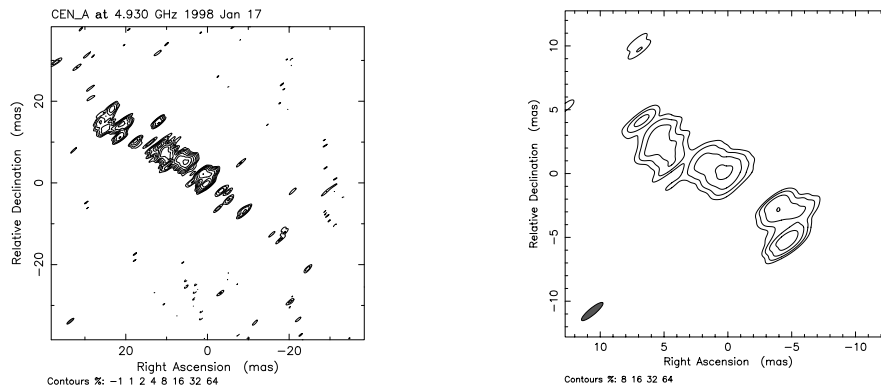 CEN_A at 4.930 GHz 1998 Jan 17
Relative Declination (mas)
20
0
−20
20
0
−20
Right Ascension (mas)
Contours %: −1 1 2 4 8 16 32 64
Relative Declination (mas)
10
5
0
−5
−10
10
5
0
−5
−10
Right Ascension (mas)
Contours %: 8 16 32 64